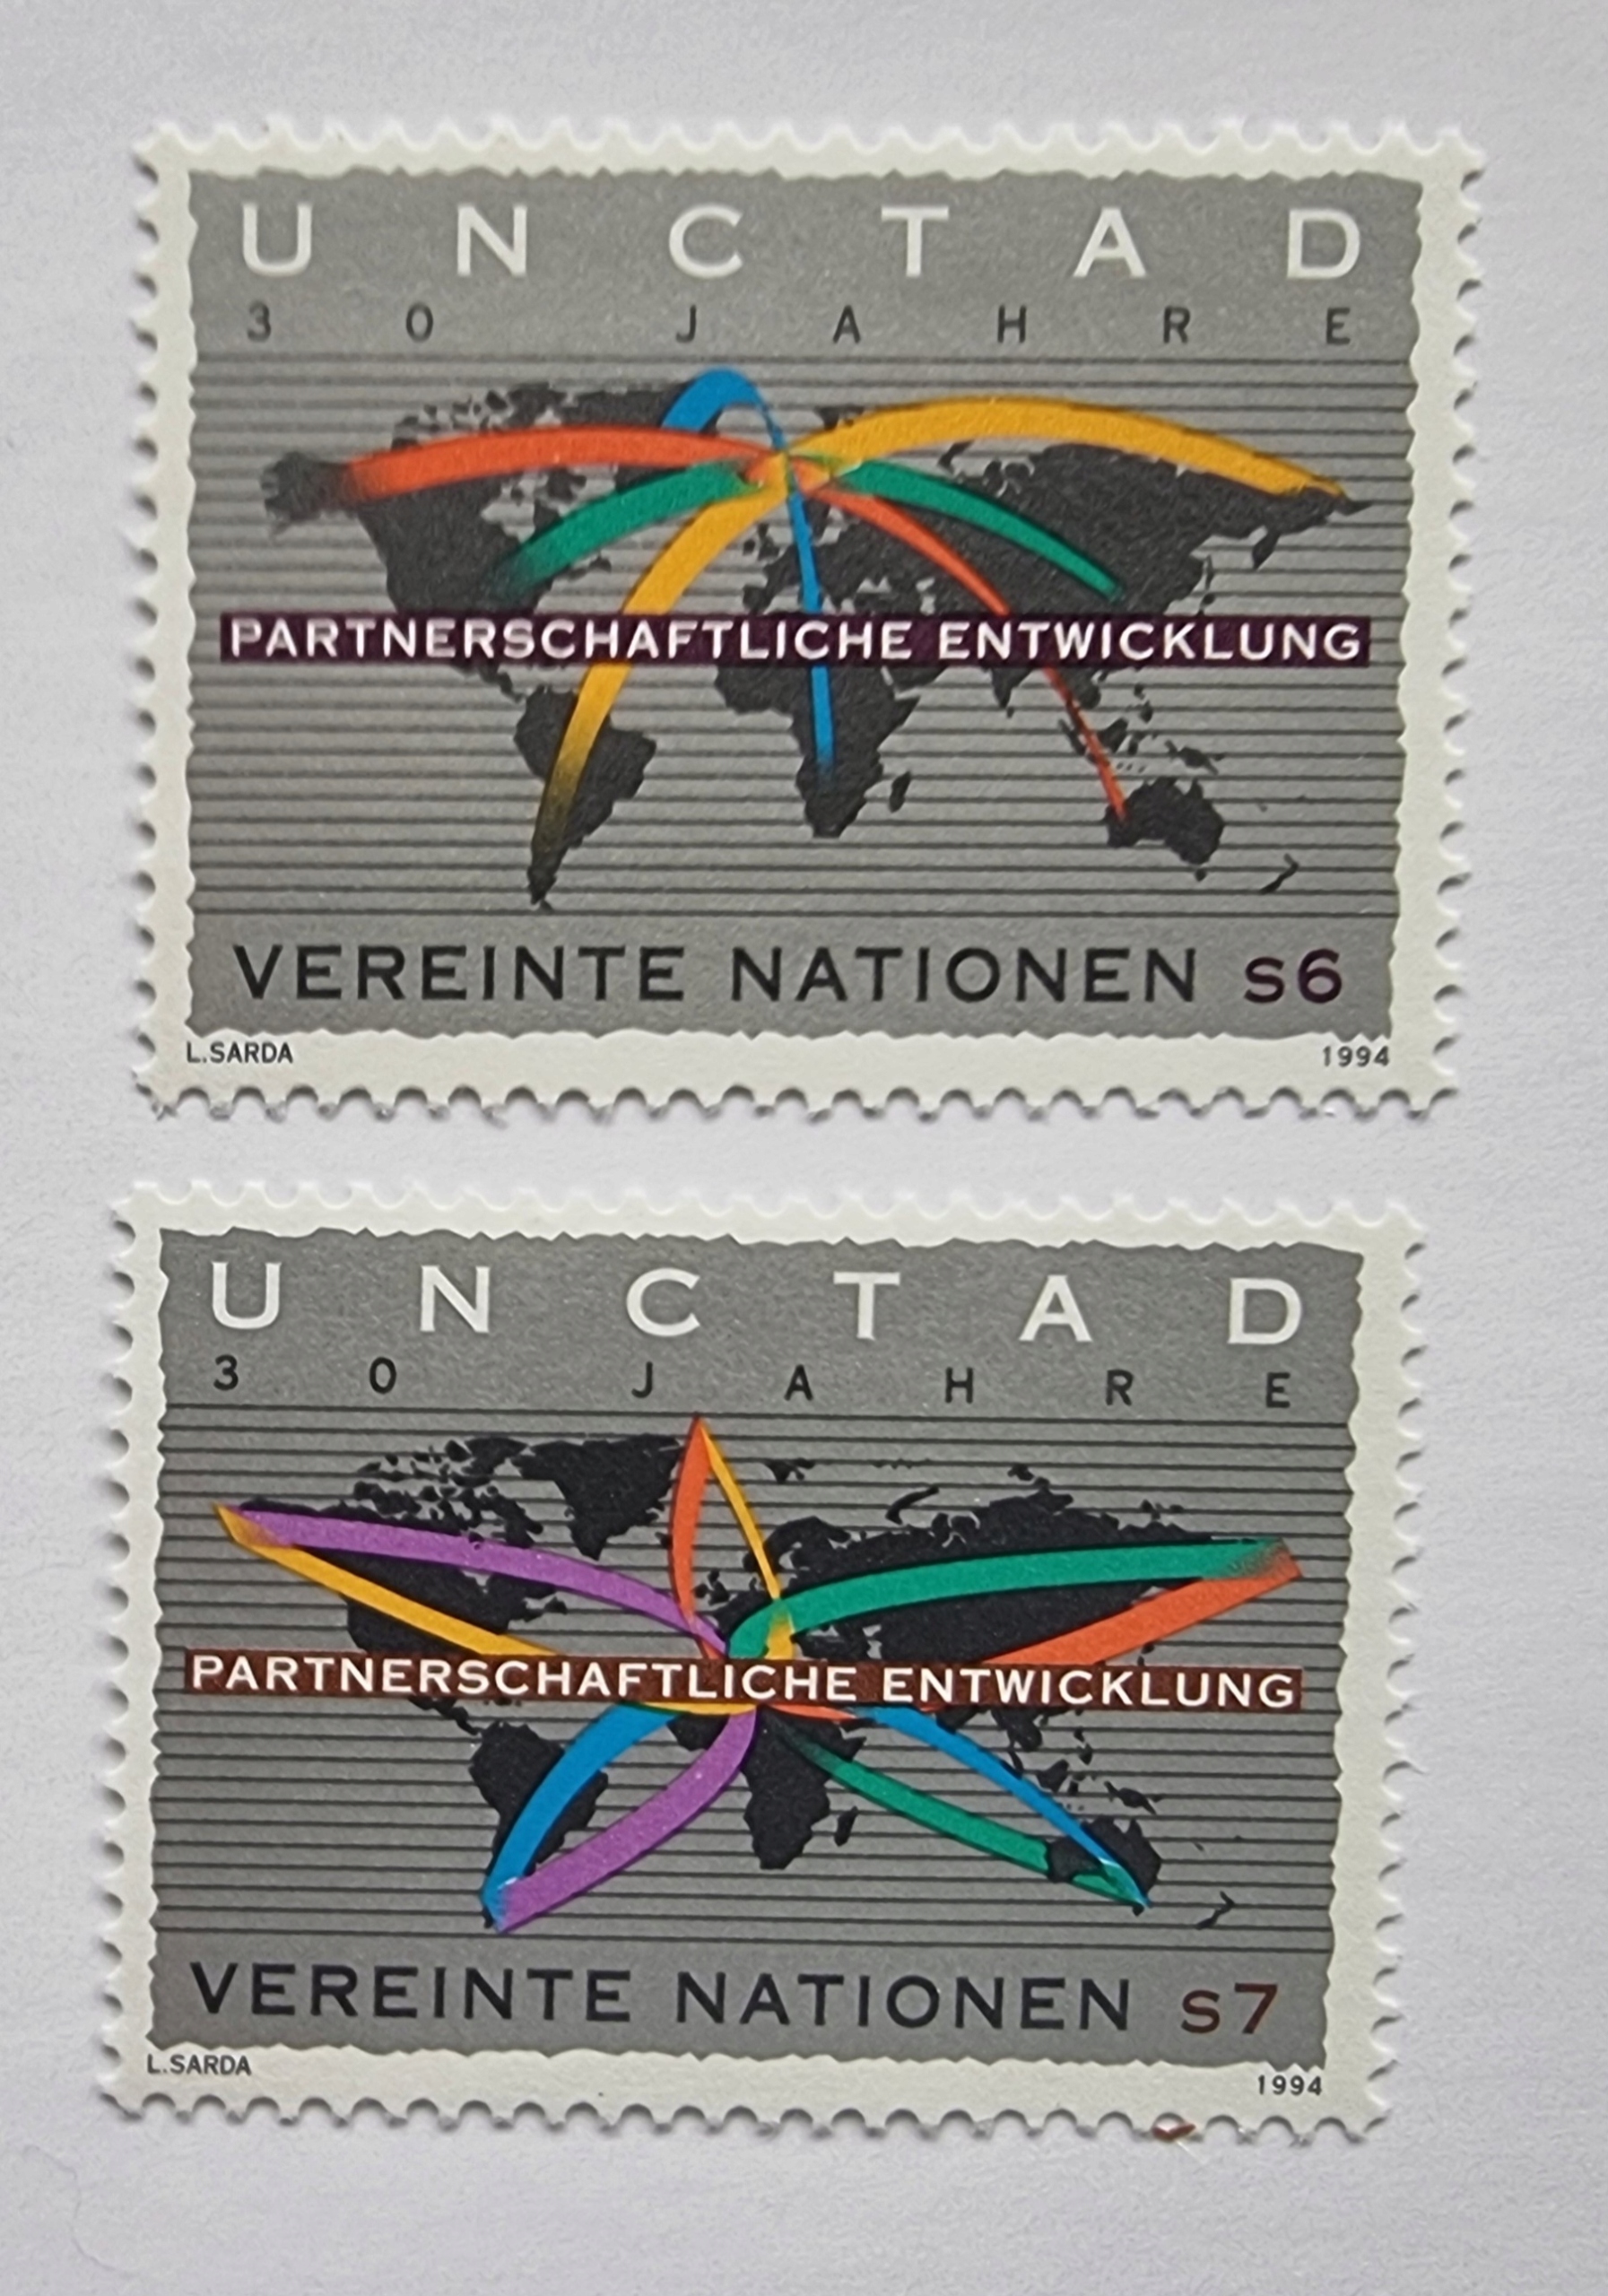 UNCTAD
30 JAHRE
PARTNERSCHAFTLICHE ENTWICKLUNG
VEREINTE NATIONEN s6
L.SARDA 1994
UNCTAD
30 JAHRE
PARTNERSCHAFTLICHE ENTWICKLUNG
VEREINTE NATIONEN s7
L.SARDA 1994